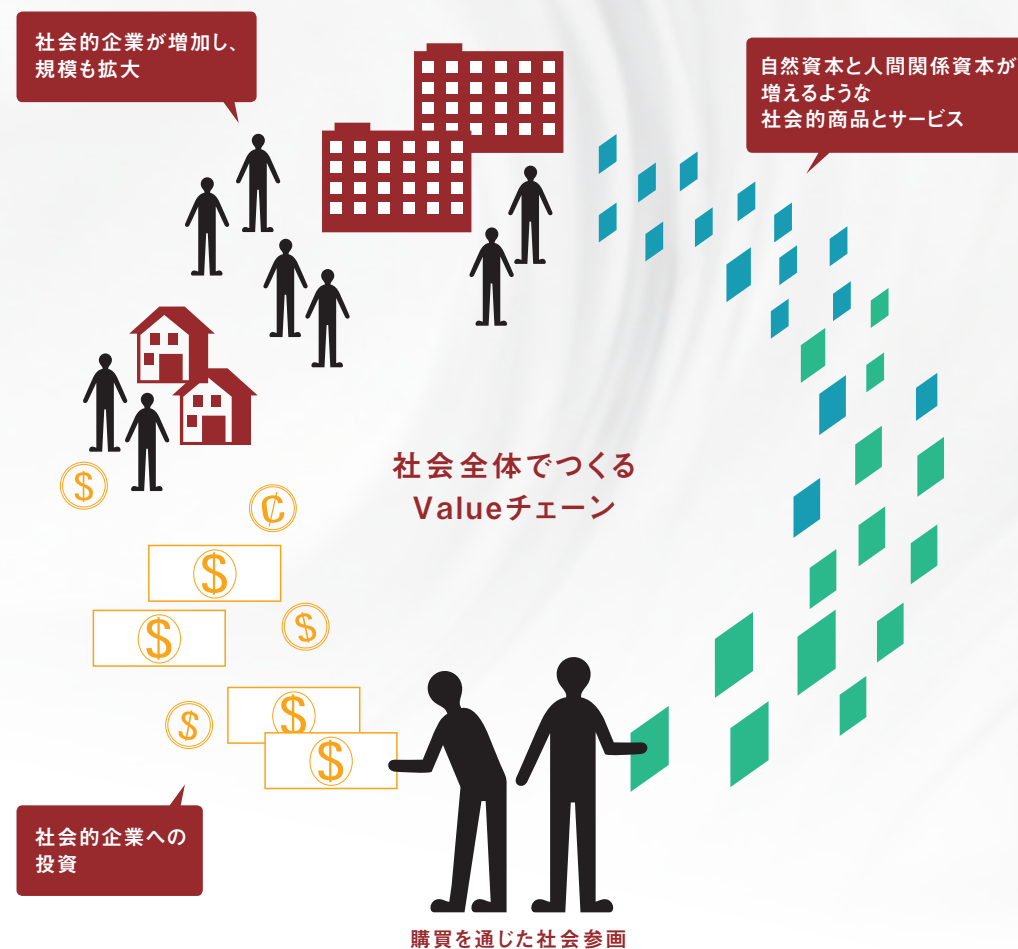 社会的企業が増加し、
規模も拡大
自然資本と人間関係資本が
増えるような
社会的商品とサービス
社会全体でつくる
Valueチェーン
$
₵
$
$
$
$
$
$
社会的企業への
投資
購買を通じた社会参画